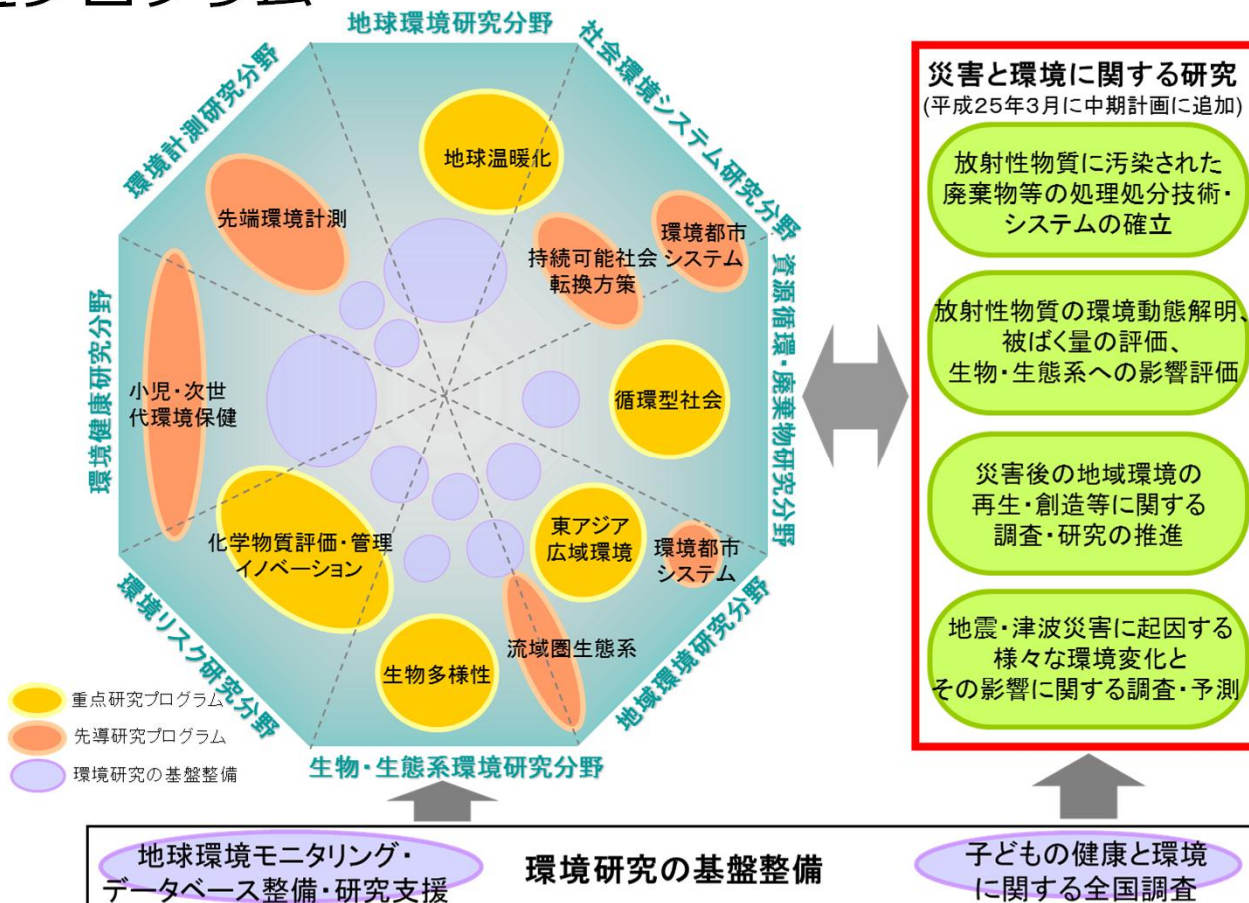 プログラム
地球環境研究分野
社会環境システム研究分野
資源循環・廃棄物研究分野
地域環境研究分野
生物・生態系環境研究分野
環境リスク研究分野
環境健康研究分野
環境計測研究分野
地球温暖化
先端環境計測
持続可能社会
転換方策
環境都市
システム
小児・次世
代環境保健
循環型社会
化学物質評価・管理
イノベーション
東アジア
広域環境
環境都市
システム
生物多様性
流域圏生態系
重点研究プログラム
先導研究プログラム
環境研究の基盤整備
災害と環境に関する研究
(平成25年3月に中期計画に追加)
放射性物質に汚染された
廃棄物等の処理処分技術・
システムの確立
放射性物質の環境動態解明、
被ばく量の評価、
生物・生態系への影響評価
災害後の地域環境の
再生・創造等に関する
調査・研究の推進
地震・津波災害に起因する
様々な環境変化と
その影響に関する調査・予測
地球環境モニタリング・
データベース整備・研究支援
環境研究の基盤整備
子どもの健康と環境
に関する全国調査